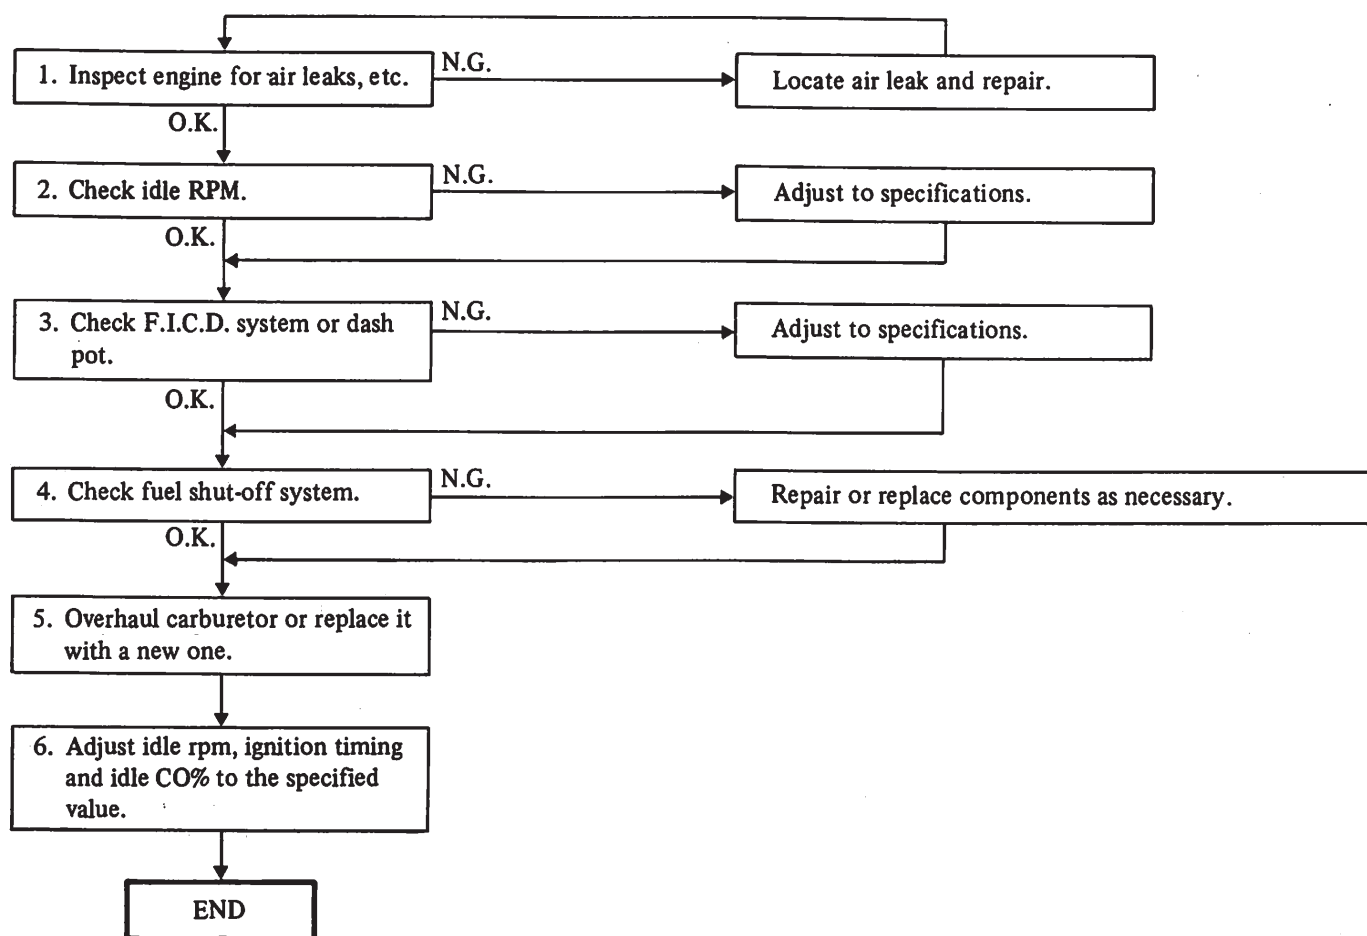 1. Inspect engine for air leaks, etc.
N.G.
Locate air leak and repair.
O.K.
2. Check idle RPM.
N.G.
Adjust to specifications.
O.K.
3. Check F.I.C.D. system or dash
pot.
N.G.
Adjust to specifications.
O.K.
4. Check fuel shut-off system.
N.G.
Repair or replace components as necessary.
O.K.
5. Overhaul carburetor or replace it
with a new one.
6. Adjust idle rpm, ignition timing
and idle CO% to the specified
value.
END